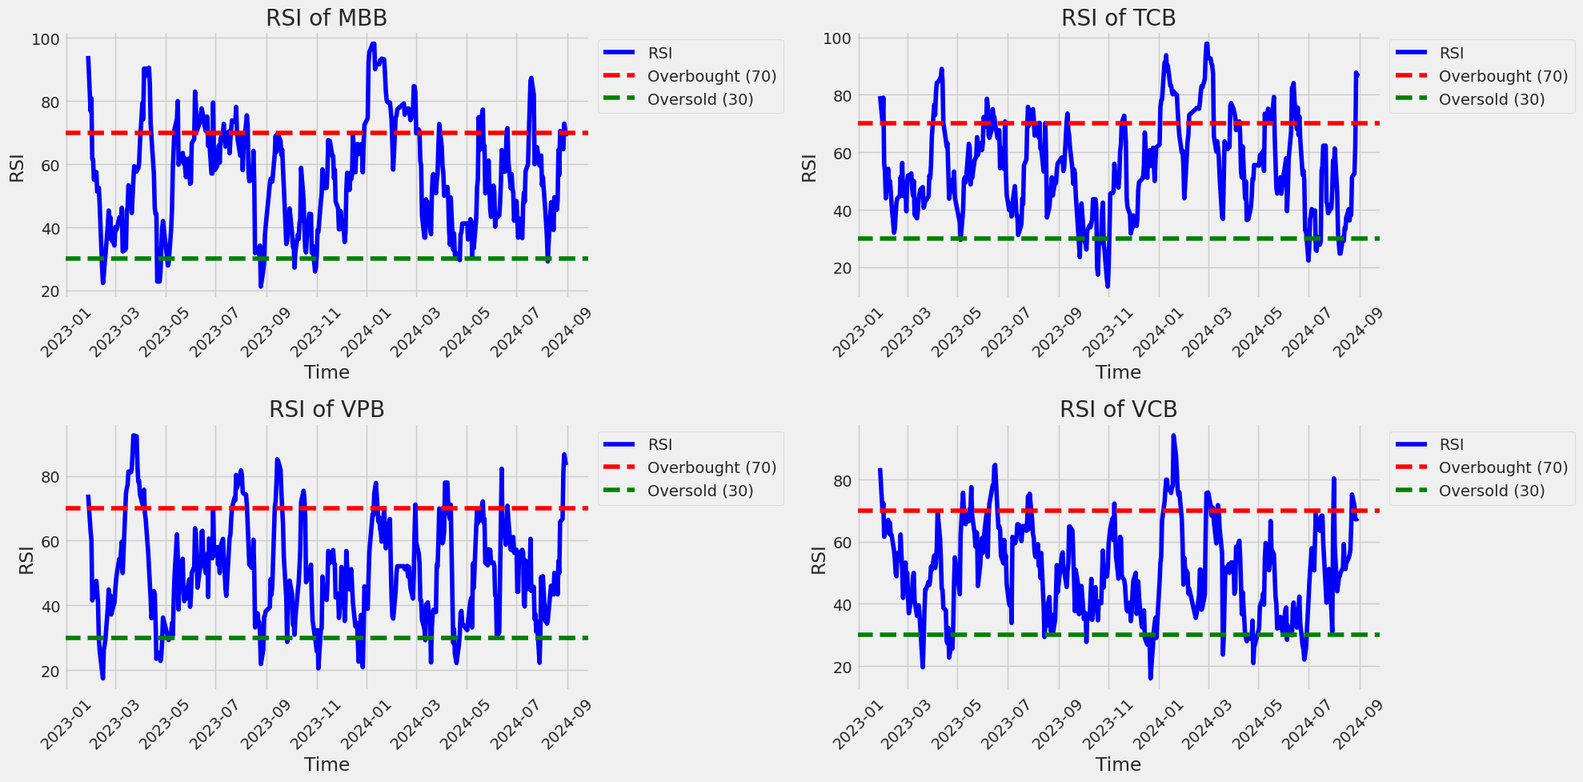 RSI of MBB
100
80
60
40
20
RSI
2023-01
2023-03
2023-05
2023-07
2023-09
2023-11
2024-01
2024-03
2024-05
2024-07
2024-09
Time
RSI
Overbought (70)
Oversold (30)
RSI of TCB
100
80
60
40
20
RSI
2023-01
2023-03
2023-05
2023-07
2023-09
2023-11
2024-01
2024-03
2024-05
2024-07
2024-09
Time
RSI
Overbought (70)
Oversold (30)
RSI of VPB
80
60
40
20
RSI
2023-01
2023-03
2023-05
2023-07
2023-09
2023-11
2024-01
2024-03
2024-05
2024-07
2024-09
Time
RSI
Overbought (70)
Oversold (30)
RSI of VCB
80
60
40
20
RSI
2023-01
2023-03
2023-05
2023-07
2023-09
2023-11
2024-01
2024-03
2024-05
2024-07
2024-09
Time
RSI
Overbought (70)
Oversold (30)